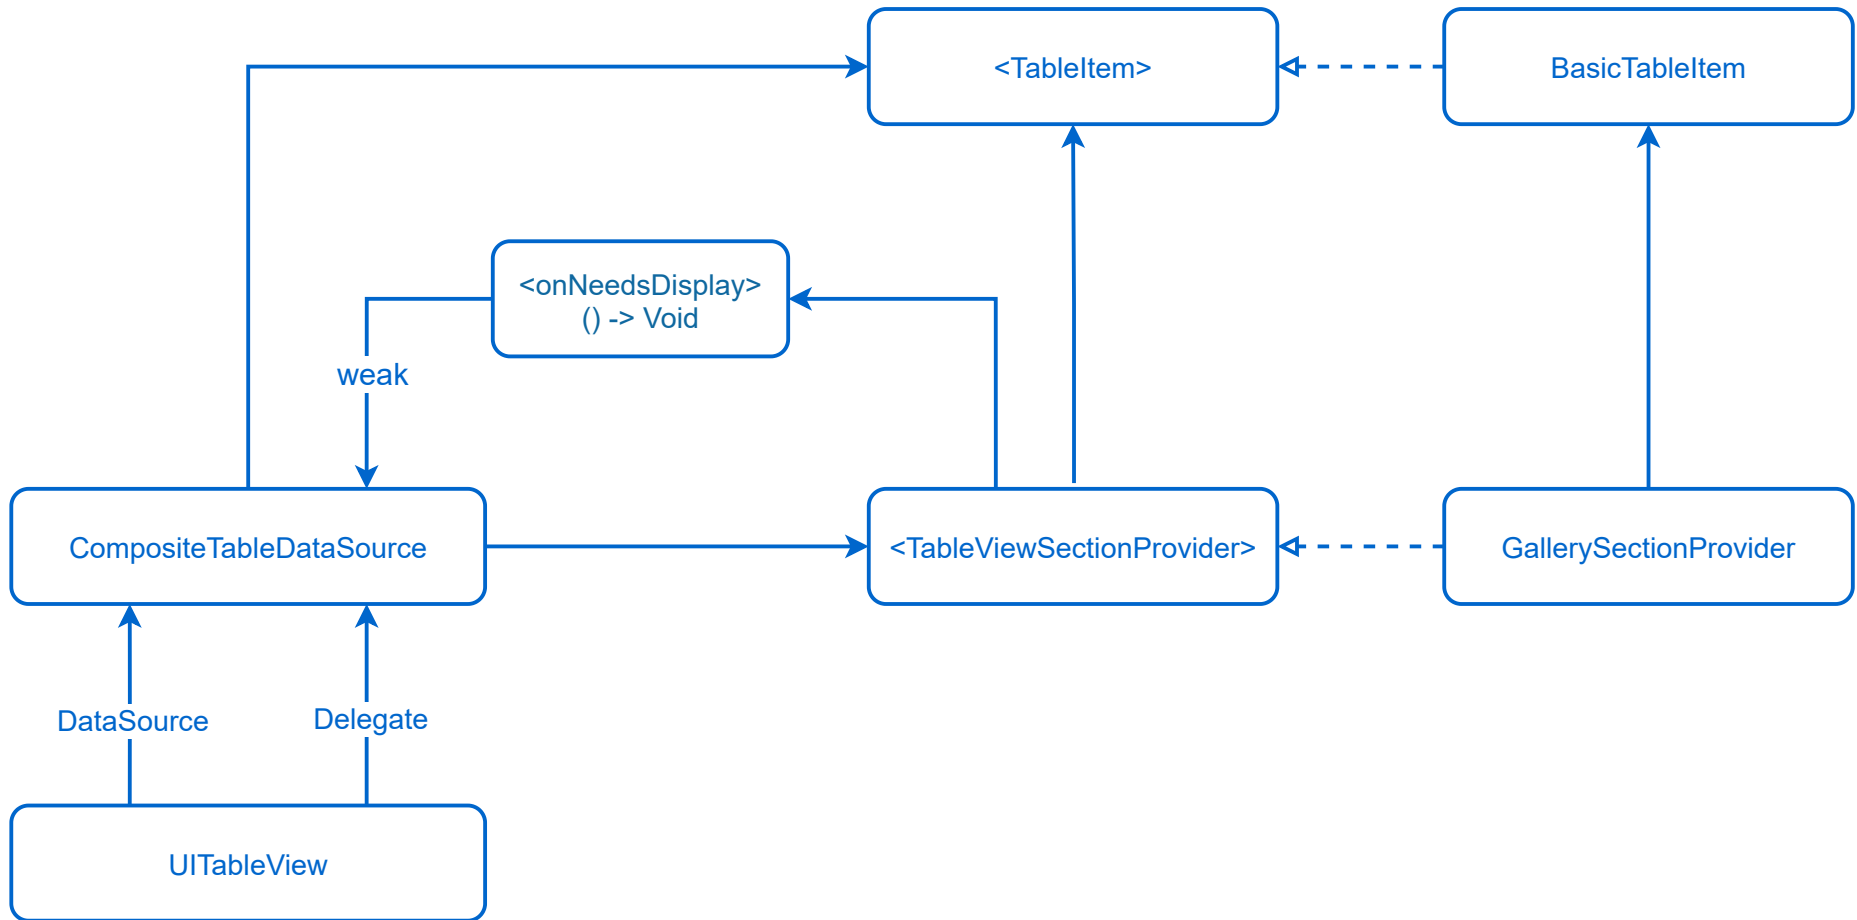 <TableItem>
BasicTableItem
<onNeedsDisplay>
() -> Void
weak
CompositeTableDataSource
<TableViewSectionProvider>
GallerySectionProvider
DataSource
Delegate
UITableView